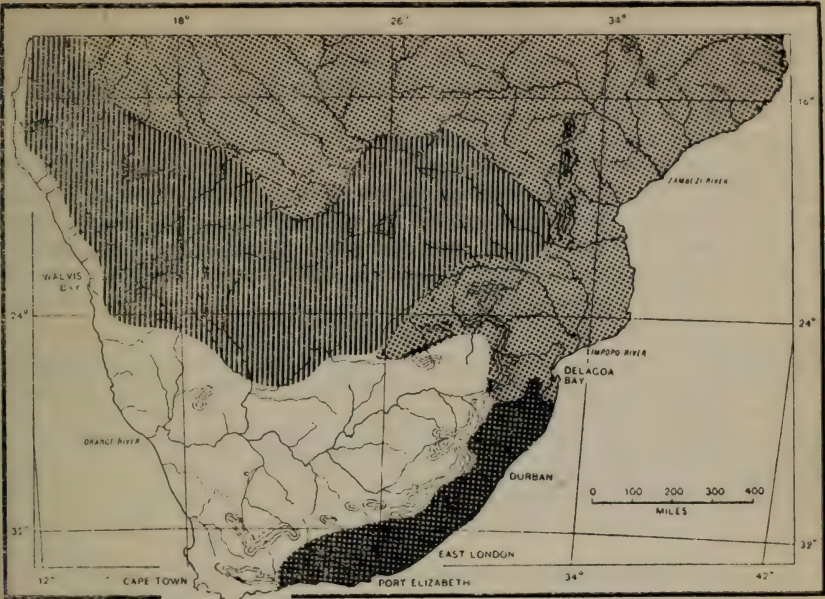 18° 26° 34°
16°
ZAMBEZI RIVER
WALVIS
BAY
24° 24°
LIMPOPO RIVER
DELAGOA
BAY
ORANGE RIVER
DURBAN
0 100 200 300 400
MILES
32° 32°
EAST LONDON
12° CAPE TOWN PORT ELIZABETH 34° 42°